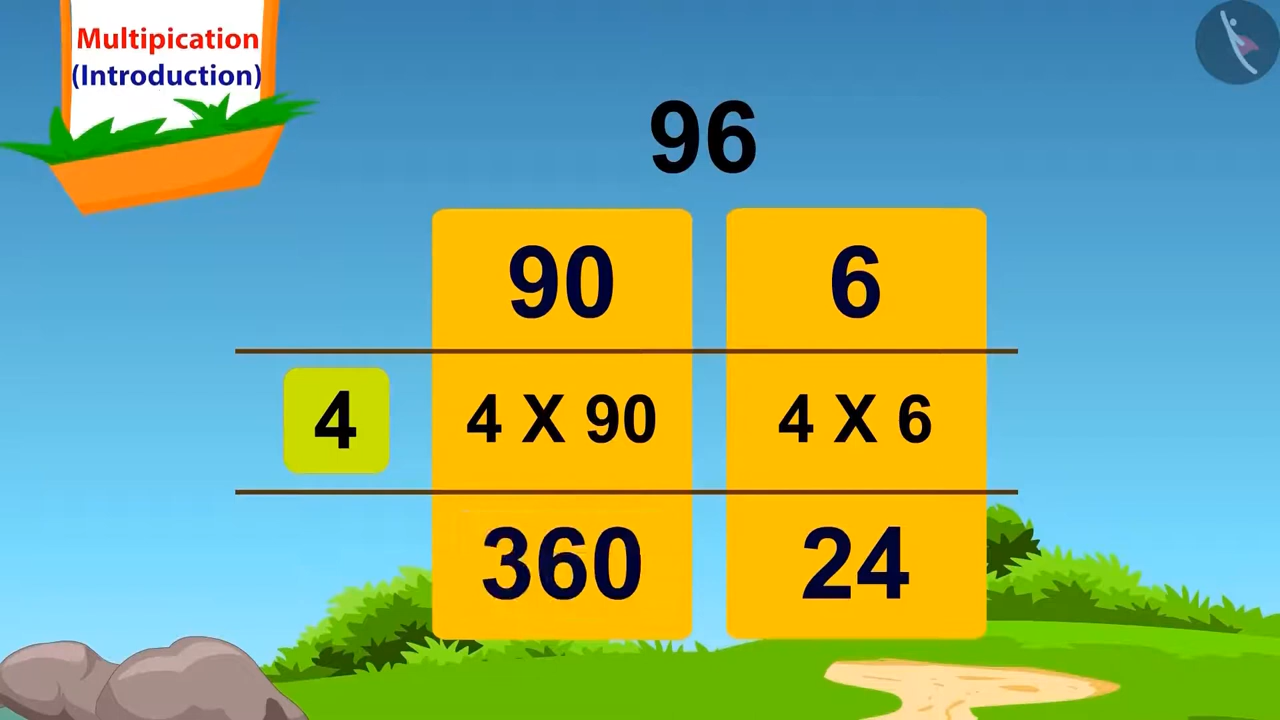 Multipication
(Introduction)
96
90 6
4 4 X 90 4 X 6
360 24